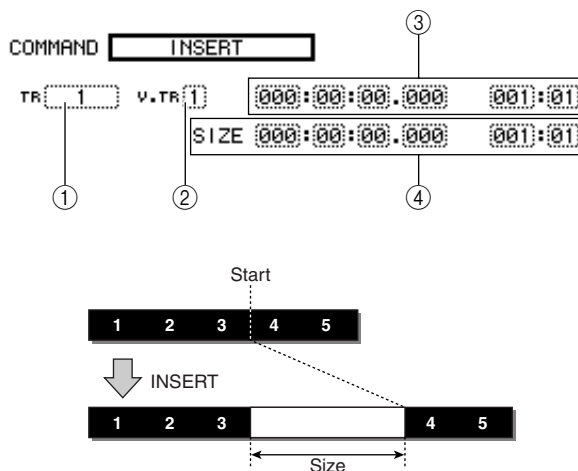 ③
COMMAND INSERT
TR 1 V.TR 1 000:00:00.000 001:01
SIZE 000:00:00.000 001:01
① ② ④
Start
1 2 3 4 5
INSERT
1 2 3 4 5
Size